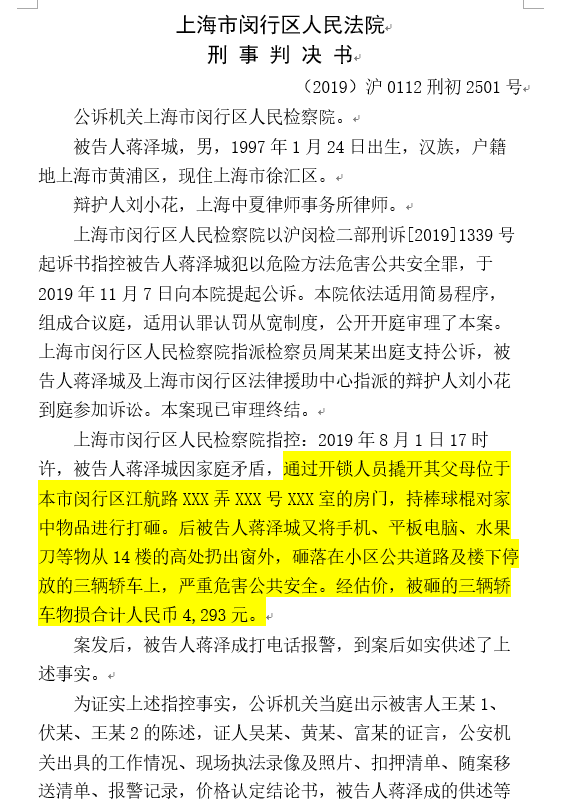 上海市闵行区人民法院
刑 事 判 决 书
（2019）沪 0112 刑初 2501 号
公诉机关上海市闵行区人民检察院。
被告人蒋泽城，男，1997 年 1 月 24 日出生，汉族，户籍
地上海市黄浦区，现住上海市徐汇区。
辩护人刘小花，上海中夏律师事务所律师。
上海市闵行区人民检察院以沪闵检二部刑诉[2019]1339 号
起诉书指控被告人蒋泽城犯以危险方法危害公共安全罪，于
2019 年 11 月 7 日向本院提起公诉。本院依法适用简易程序，
组成合议庭，适用认罪认罚从宽制度，公开开庭审理了本案。
上海市闵行区人民检察院指派检察员周某某出庭支持公诉，被
告人蒋泽城及上海市闵行区法律援助中心指派的辩护人刘小花
到庭参加诉讼。本案现已审理终结。
上海市闵行区人民检察院指控：2019 年 8 月 1 日 17 时
许，被告人蒋泽城因家庭矛盾，通过开锁人员撬开其父母位于
本市闵行区江航路 XXX 弄 XXX 号 XXX 室的房门，持棒球棍对家
中物品进行打砸。后被告人蒋泽城又将手机、平板电脑、水果
刀等物从 14 楼的高处扔出窗外，砸落在小区公共道路及楼下停
放的三辆轿车上，严重危害公共安全。经估价，被砸的三辆轿
车物损合计人民币 4,293 元。
案发后，被告人蒋泽成打电话报警，到案后如实供述了上
述事实。
为证实上述指控事实，公诉机关当庭出示被害人王某 1、
伏某、王某 2 的陈述，证人吴某、黄某、富某的证言，公安机
关出具的工作情况、现场执法录像及照片、扣押清单、随案移
送清单、报警记录，价格认定结论书，被告人蒋泽成的供述等